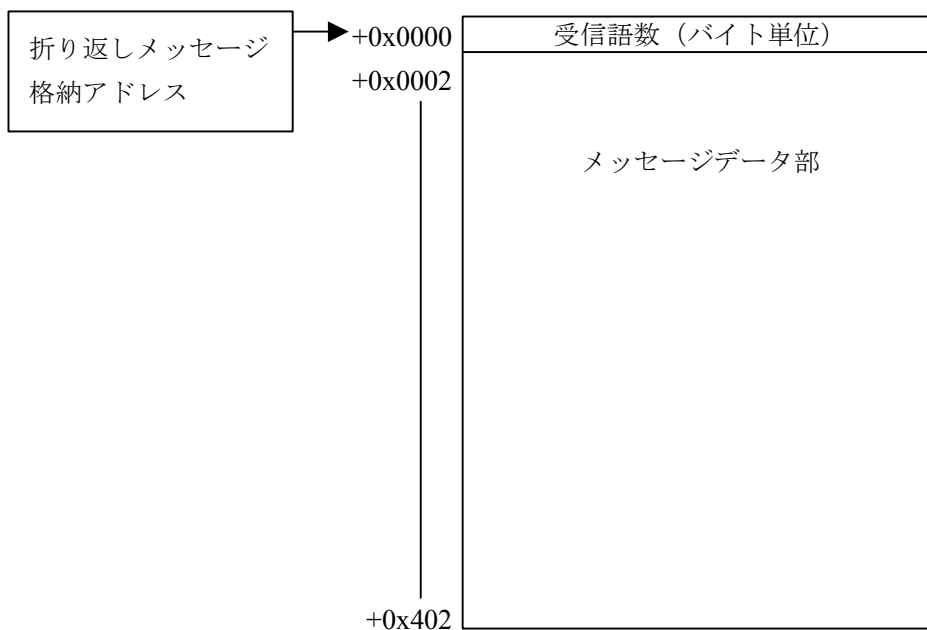 折り返しメッセージ
格納アドレス
+0x0000
受信語数（バイト単位）
+0x0002
メッセージデータ部
+0x402